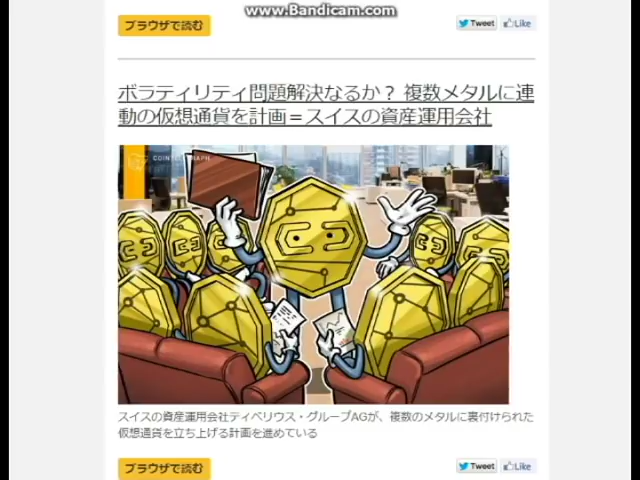 www.Bandicam.com
ブラウザで読む
Tweet
Like
ボラティリティ問題解決なるか？ 複数メタルに連
動の仮想通貨を計画＝スイスの資産運用会社
スイスの資産運用会社ティベリウス・グループAGが、複数のメタルに裏付けられた
仮想通貨を立ち上げる計画を進めている
ブラウザで読む
Tweet
Like